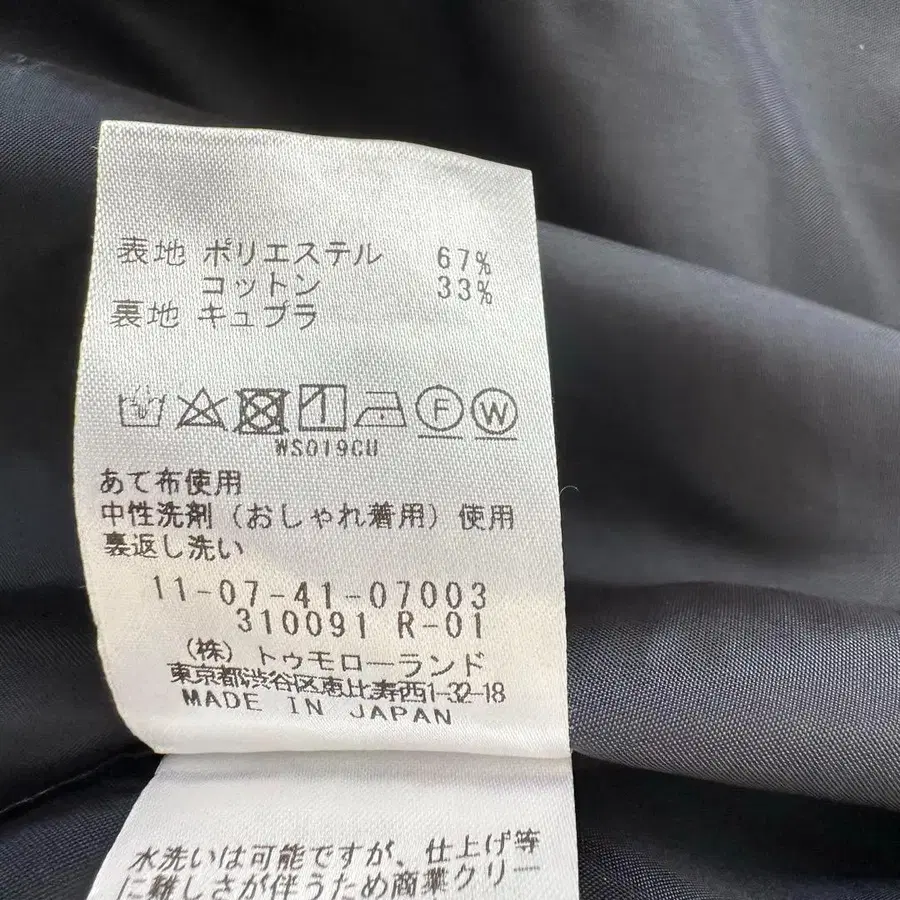 表地 ポリエステル 67%
コットン 33%
裏地 キュプラ
F W
WS019CU
あて布使用
中性洗剤（おしゃれ着用）使用
裏返し洗い
11-07-41-07003
310091 R-01
（株）トゥモローランド
東京都渋谷区恵比寿西1-32-18
MADE IN JAPAN
水洗いは可能ですが、仕上げ等
に難しさが伴うため商業クリー